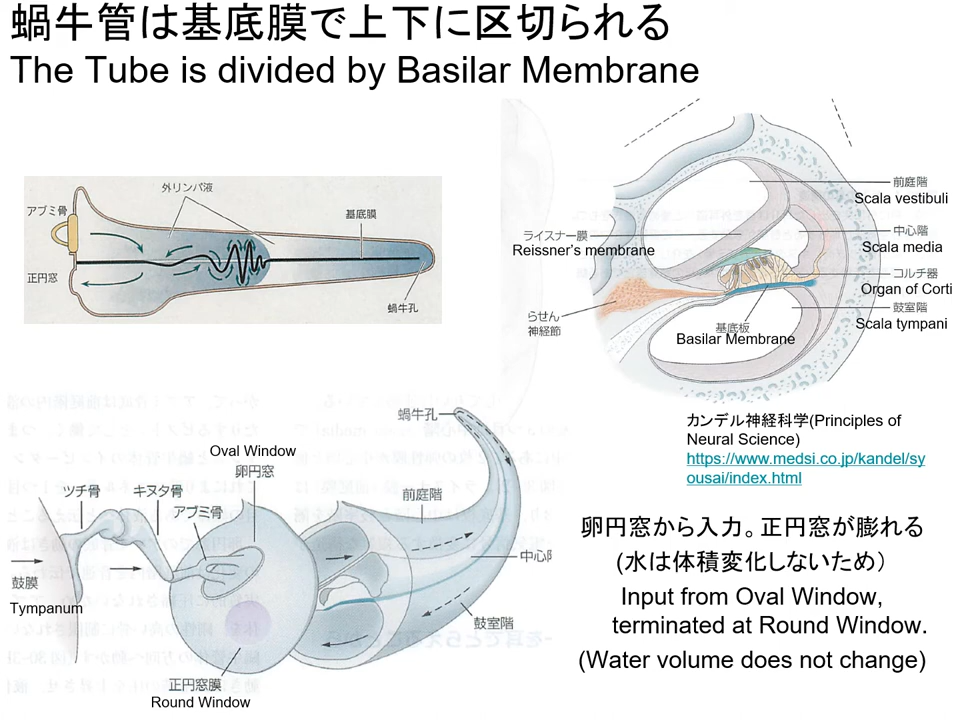 蝸牛管は基底膜で上下に区切られる
The Tube is divided by Basilar Membrane
外リンパ液
アブミ骨
基底膜
正円窓
蝸牛孔
前庭階
Scala vestibuli
ライスナー膜
Reissner's membrane
中心階
Scala media
コルチ器
Organ of Corti
鼓室階
Scala tympani
らせん
神経節
基底板
Basilar Membrane
カンデル神経科学(Principles of
Neural Science)
https://www.medsi.co.jp/kandel/sy
ousai/index.html
蝸牛孔
Oval Window
卵円窓
ツチ骨
キヌタ骨
アブミ骨
前庭階
中心階
鼓膜
Tympanum
鼓室階
正円窓膜
Round Window
卵円窓から入力。正円窓が膨れる
(水は体積変化しないため）
Input from Oval Window,
terminated at Round Window.
(Water volume does not change)